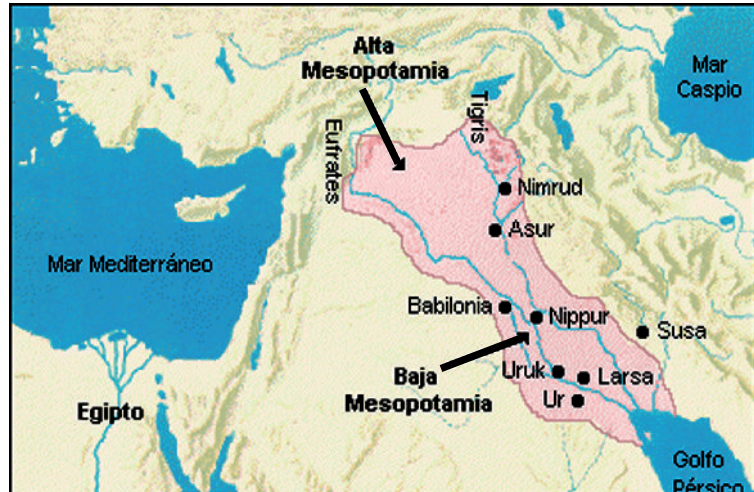 Alta
Mesopotamia
Mar
Caspio
Tigris
Eufrates
Nimrud
Asur
Mar Mediterráneo
Babilonia
Nippur
Susa
Uruk
Larsa
Baja
Mesopotamia
Ur
Egipto
Golfo
Pérsico